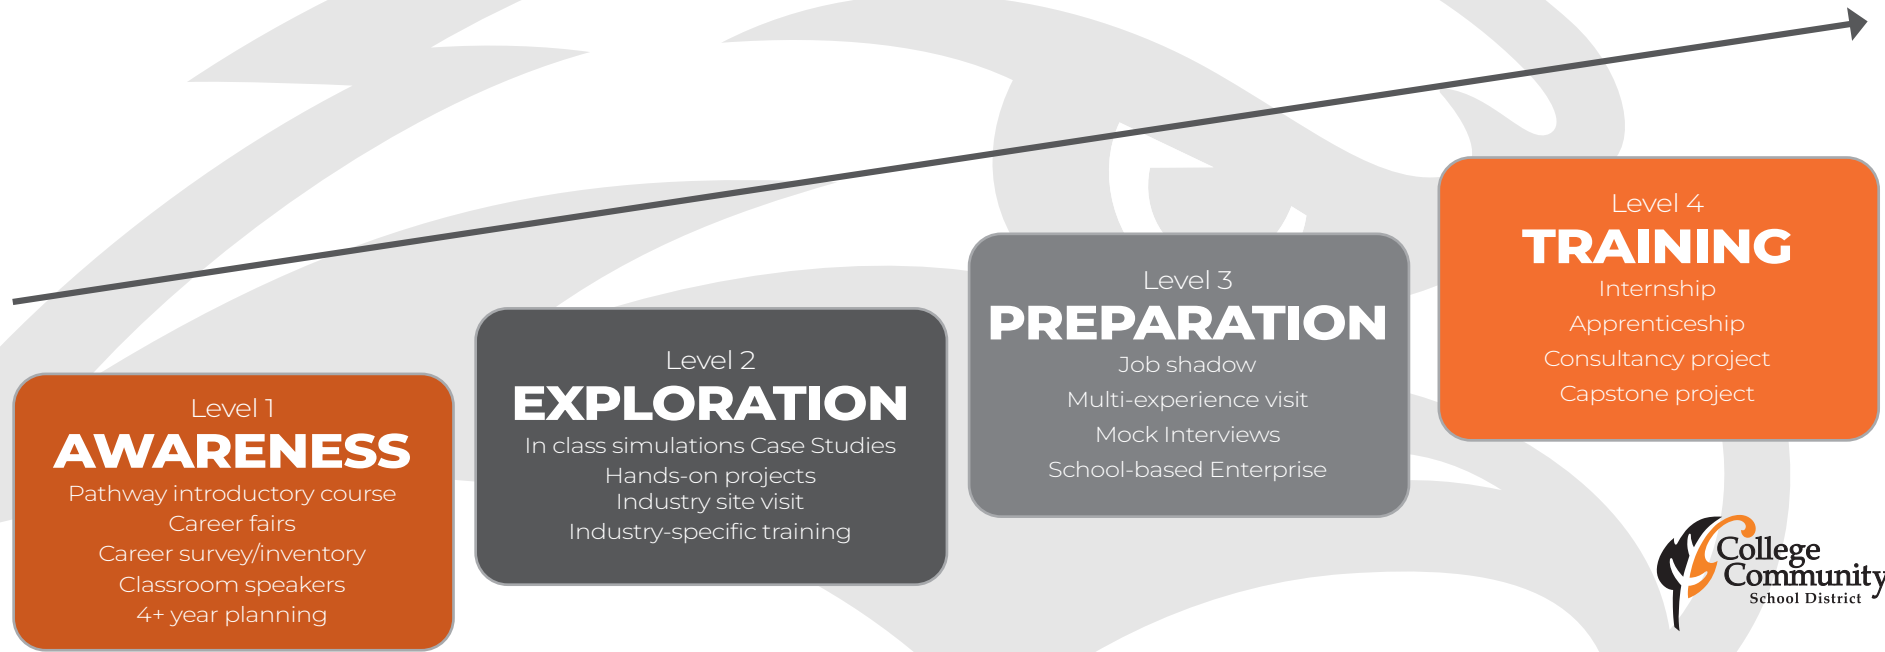 Level 1
AWARENESS
Pathway introductory course
Career fairs
Career survey/inventory
Classroom speakers
4+ year planning
Level 2
EXPLORATION
In class simulations Case Studies
Hands-on projects
Industry site visit
Industry-specific training
Level 3
PREPARATION
Job shadow
Multi-experience visit
Mock Interviews
School-based Enterprise
Level 4
TRAINING
Internship
Apprenticeship
Consultancy project
Capstone project
College
Community
School District